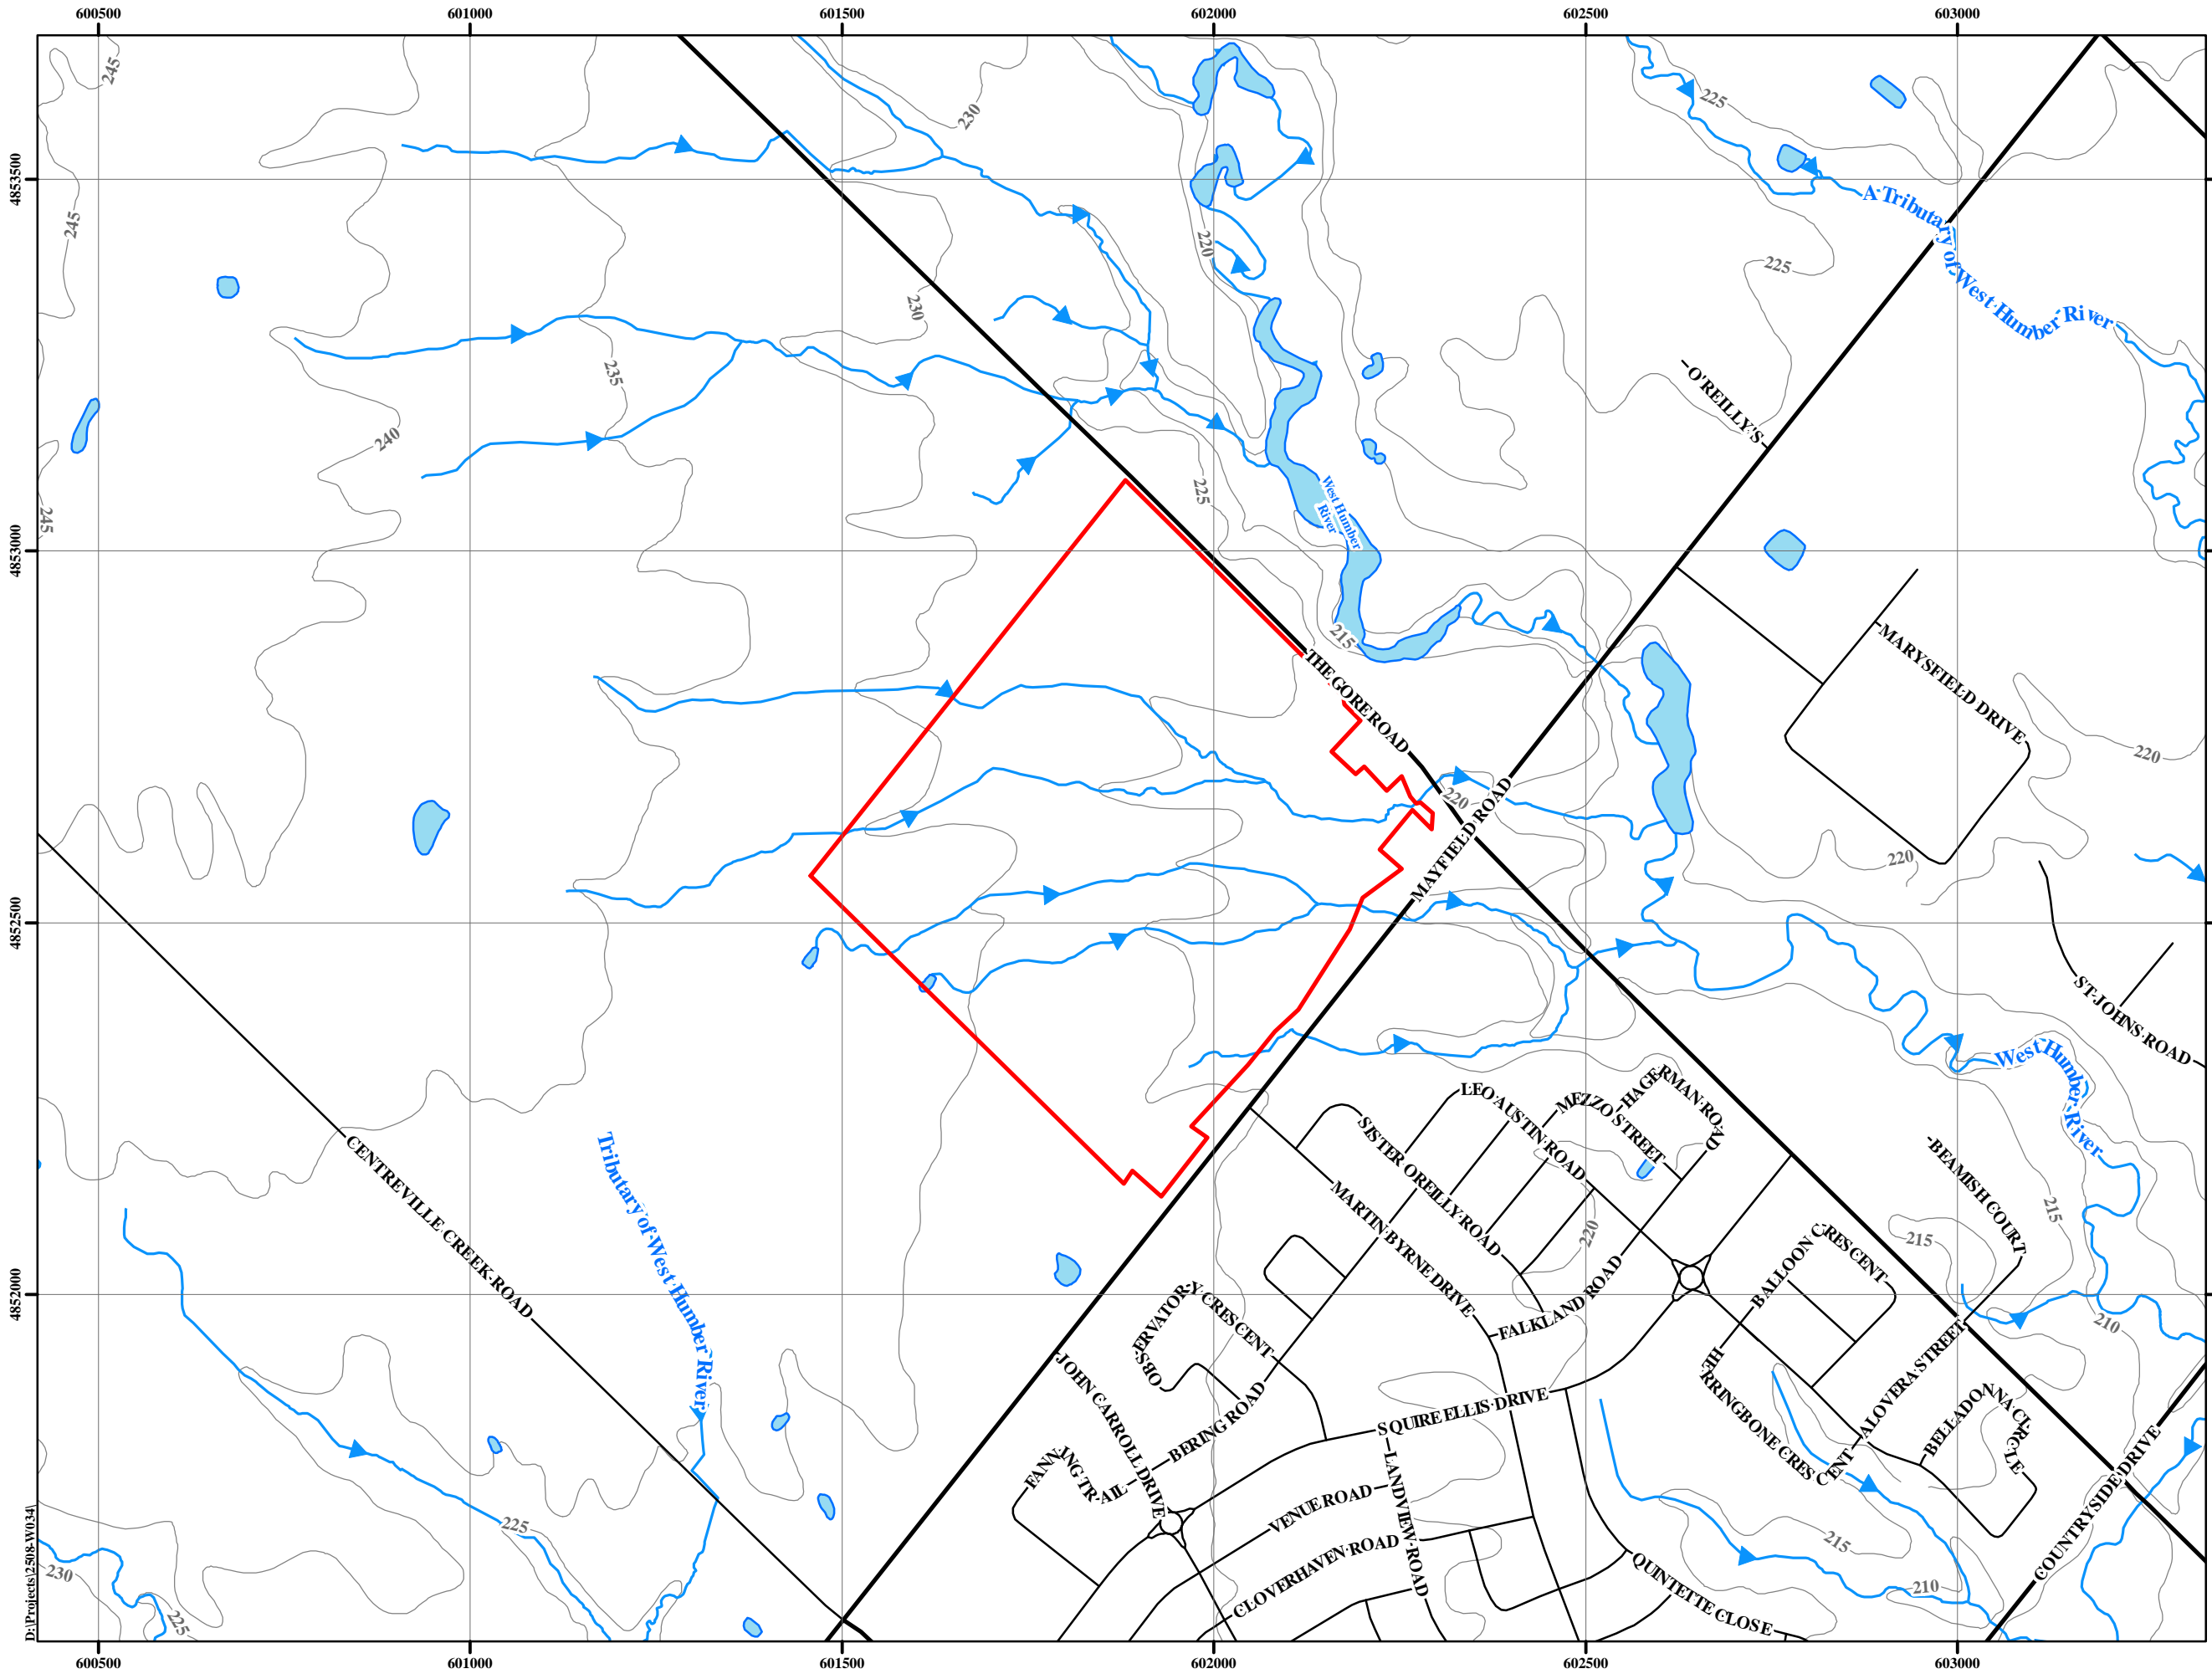 600500
601000
601500
602000
602500
603000
4853500
4853000
4852500
4852000
245
230
225
A Tributary of West Humber River
245
220
225
230
235
O'REILLY'S
240
225
245
West Humber
River
215
MARYSFIELD DRIVE
THE GORE ROAD
220
220
MAYFIELD ROAD
220
ST JOHNS ROAD
West Humber River
LEO AUSTIN ROAD
MEZZO STREET
HAGERMAN ROAD
SISTER OREILLY ROAD
CENTREVILLE CREEK ROAD
Tributary of West Humber River
MARTIN BYRNE DRIVE
BEAMISH COURT
220
215
215
BALLOON CRESCENT
FALKLAND ROAD
OBSERVATORY CRESCENT
210
JOHN CARROLL DRIVE
HERRINGBONE CRESCENT
ALOVERA STREET
BELLADONNA CIRCLE
BERING ROAD
SQUIRE ELLIS DRIVE
FANNING TRAIL
LANDVIEW ROAD
VENUE ROAD
COUNTRYSIDE DRIVE
225
215
CLOVERHAVEN ROAD
QUINTETTE CLOSE
210
230
225
D:\Projects\2508-W034\
600500
601000
601500
602000
602500
603000